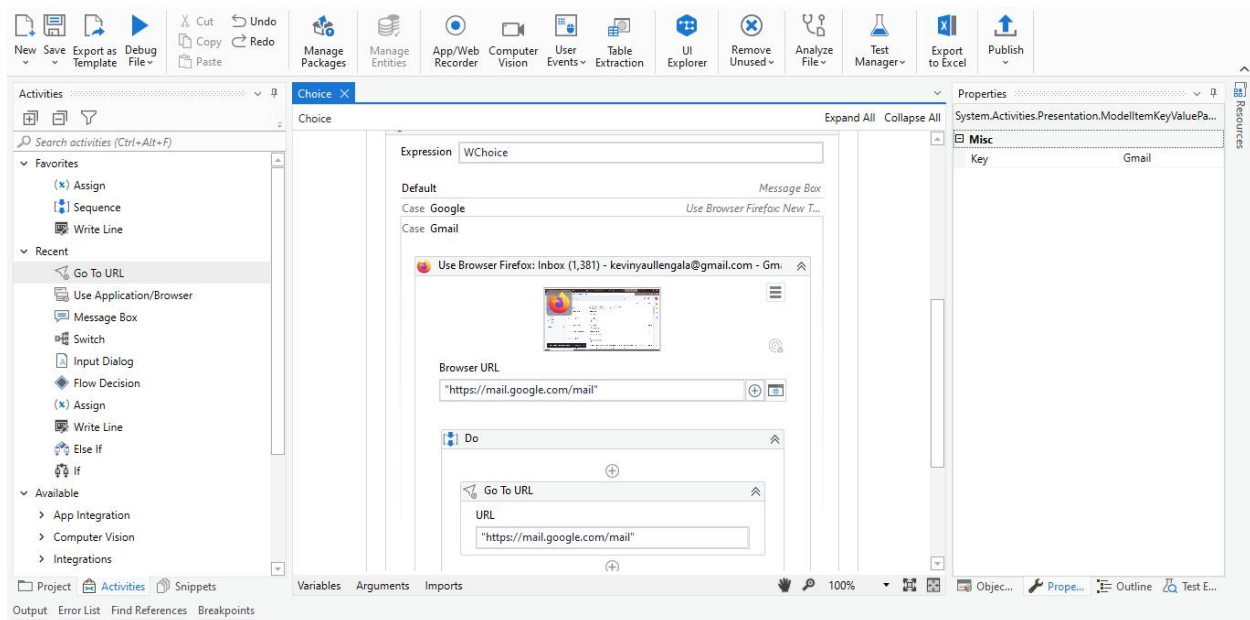 New Save Export as Template Debug File Cut Copy Paste Undo Redo Manage Packages Manage Entities App/Web Recorder Computer Vision User Events Table Extraction UI Explorer Remove Unused Analyze File Test Manager Export to Excel Publish
Activities
Search activities (Ctrl+Alt+F)
Favorites
Assign
Sequence
Write Line
Recent
Go To URL
Use Application/Browser
Message Box
Switch
Input Dialog
Flow Decision
Assign
Write Line
Else If
If
Available
App Integration
Computer Vision
Integrations
Project Activities Snippets
Choice
Choice Expand All Collapse All
Expression WChoice
Default Message Box
Case Google Use Browser Firefox: New T...
Case Gmail
Use Browser Firefox: Inbox (1,381) - kevinyaullengala@gmail.com - Gm
Browser URL
"https://mail.google.com/mail"
Do
Go To URL
URL
"https://mail.google.com/mail"
Variables Arguments Imports 100%
Properties
System.Activities.Presentation.ModelItemKeyValuePa...
Misc
Key Gmail
Objec... Prope... Outline Test E...
Resources
Output Error List Find References Breakpoints